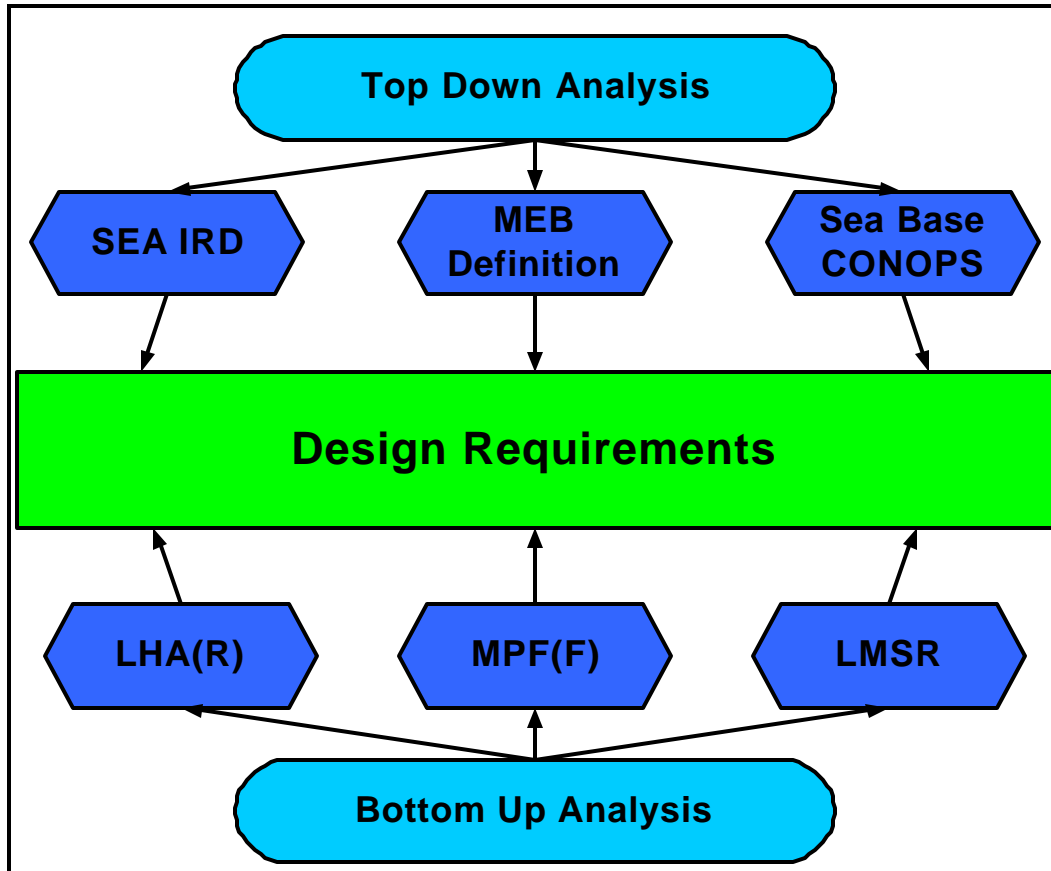 Top Down Analysis
SEA IRD
MEB
Definition
Sea Base
CONOPS
Design Requirements
LHA(R)
MPF(F)
LMSR
Bottom Up Analysis